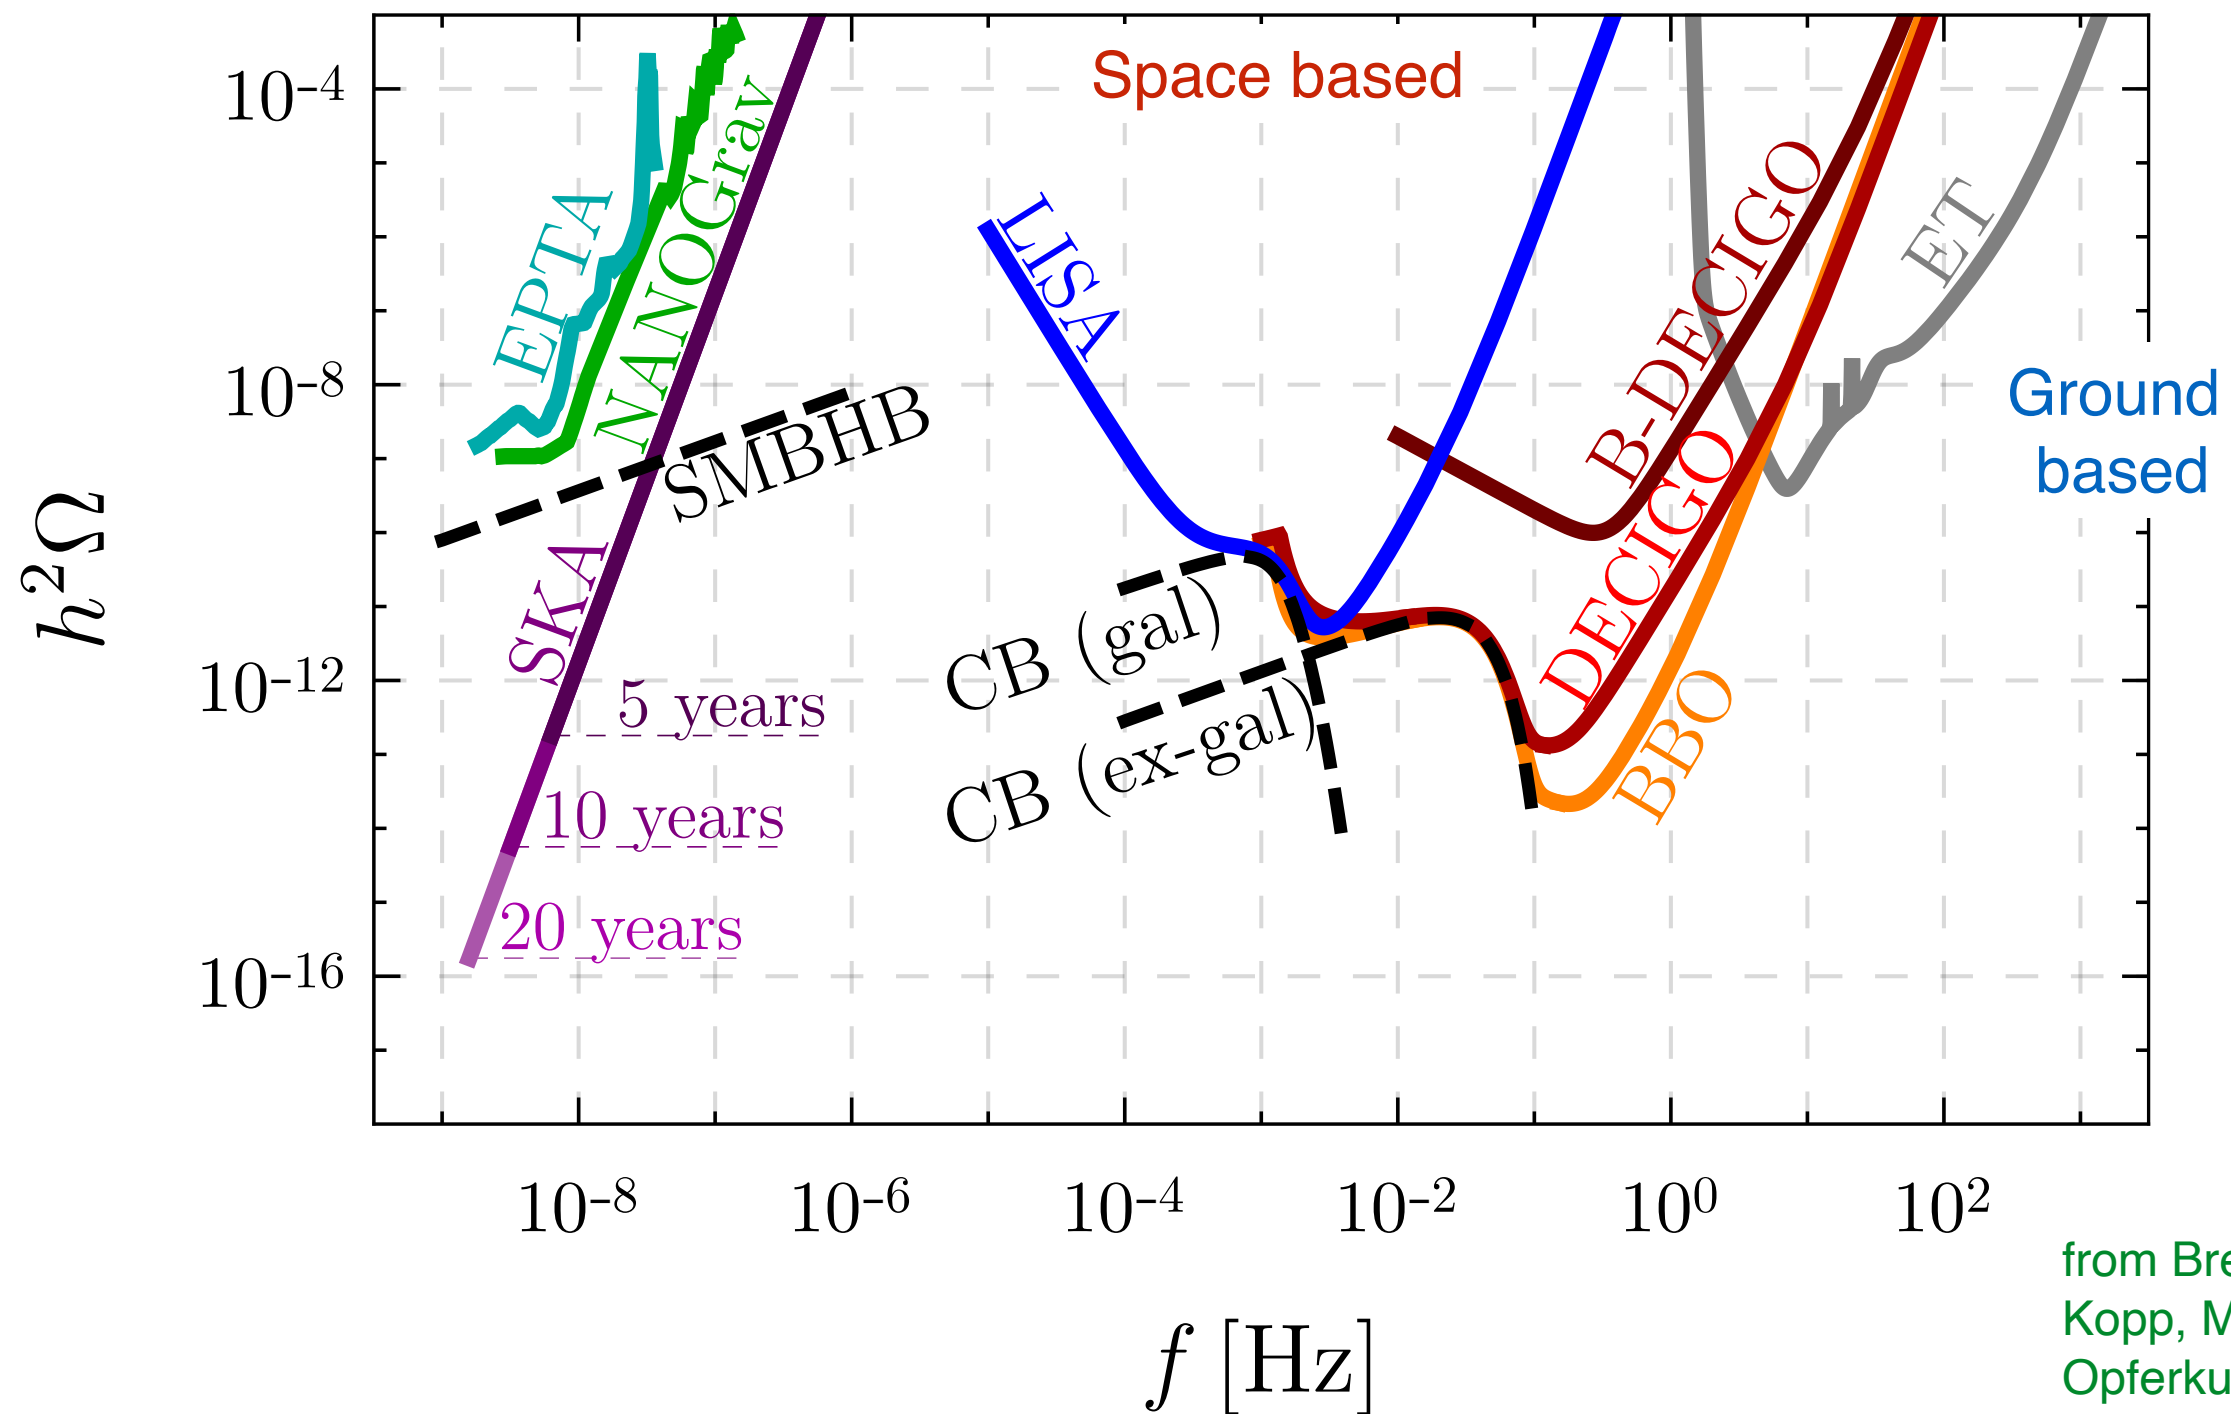 Space based
Ground
based
EPTA
NANOGrav
SKA
SMBHB
5 years
10 years
20 years
LISA
CB (gal)
CB (ex-gal)
B-DECIGO
DECIGO
BBO
ET
h²Ω
10⁻⁴
10⁻⁸
10⁻¹²
10⁻¹⁶
10⁻⁸ 10⁻⁶ 10⁻⁴ 10⁻² 10⁰ 10²
f [Hz]
from Bre
Kopp, M
Opferku